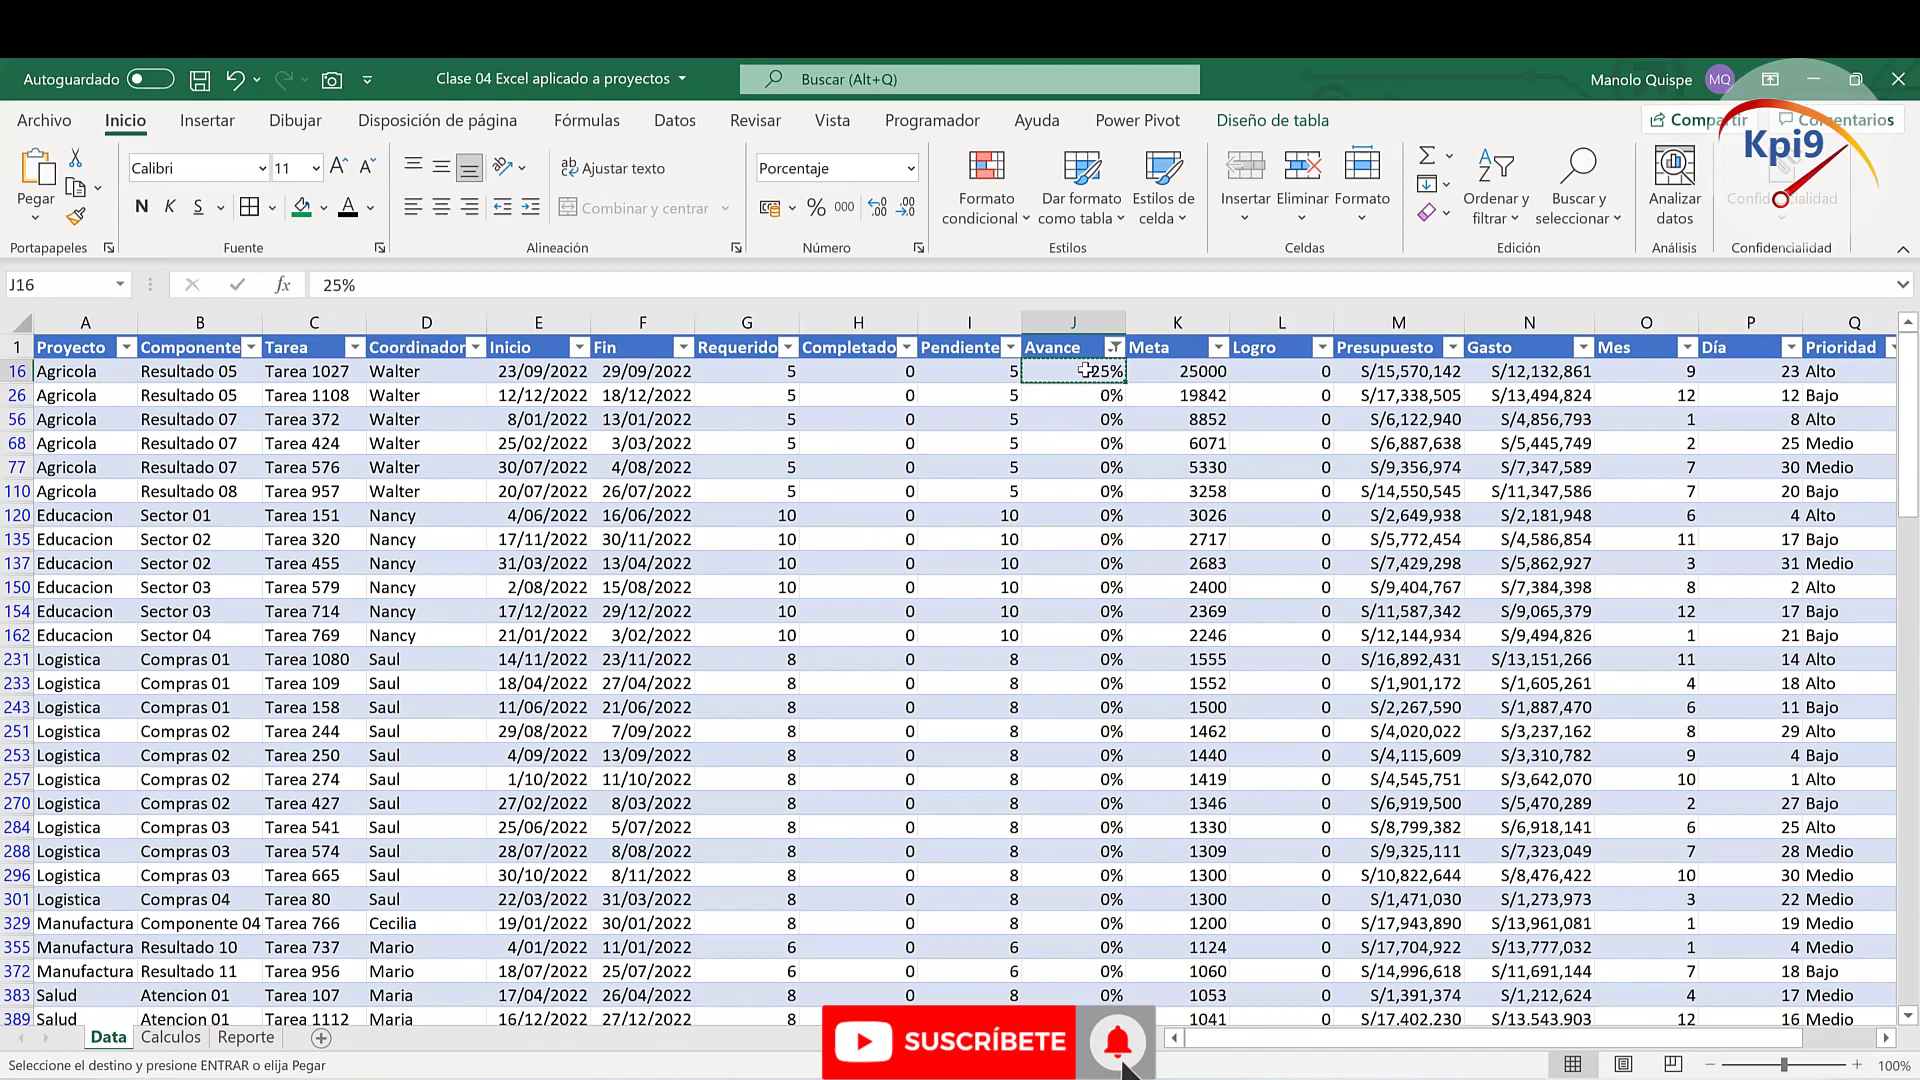 Autoguardado Clase 04 Excel aplicado a proyectos Buscar (Alt+Q) Manolo Quispe MQ
Archivo Inicio Insertar Dibujar Disposición de página Fórmulas Datos Revisar Vista Programador Ayuda Power Pivot Diseño de tabla Compartir Comentarios
Kpi9
Calibri 11 Ajustar texto Porcentaje
Pegar N K S Combinar y centrar % 000 Formato condicional Dar formato como tabla Estilos de celda Insertar Eliminar Formato Ordenar y filtrar Buscar y seleccionar Analizar datos Confidencialidad
Portapapeles Fuente Alineación Número Estilos Celdas Edición Análisis Confidencialidad
J16 fx 25%
A B C D E F G H I J K L M N O P Q
1 Proyecto Componente Tarea Coordinador Inicio Fin Requerido Completado Pendiente Avance Meta Logro Presupuesto Gasto Mes Día Prioridad
16 Agricola Resultado 05 Tarea 1027 Walter 23/09/2022 29/09/2022 5 0 5 25% 25000 0 S/15,570,142 S/12,132,861 9 23 Alto
26 Agricola Resultado 05 Tarea 1108 Walter 12/12/2022 18/12/2022 5 0 5 0% 19842 0 S/17,338,505 S/13,494,824 12 12 Bajo
56 Agricola Resultado 07 Tarea 372 Walter 8/01/2022 13/01/2022 5 0 5 0% 8852 0 S/6,122,940 S/4,856,793 1 8 Alto
68 Agricola Resultado 07 Tarea 424 Walter 25/02/2022 3/03/2022 5 0 5 0% 6071 0 S/6,887,638 S/5,445,749 2 25 Medio
77 Agricola Resultado 07 Tarea 576 Walter 30/07/2022 4/08/2022 5 0 5 0% 5330 0 S/9,356,974 S/7,347,589 7 30 Medio
110 Agricola Resultado 08 Tarea 957 Walter 20/07/2022 26/07/2022 5 0 5 0% 3258 0 S/14,550,545 S/11,347,586 7 20 Bajo
120 Educacion Sector 01 Tarea 151 Nancy 4/06/2022 16/06/2022 10 0 10 0% 3026 0 S/2,649,938 S/2,181,948 6 4 Alto
135 Educacion Sector 02 Tarea 320 Nancy 17/11/2022 30/11/2022 10 0 10 0% 2717 0 S/5,772,454 S/4,586,854 11 17 Bajo
137 Educacion Sector 02 Tarea 455 Nancy 31/03/2022 13/04/2022 10 0 10 0% 2683 0 S/7,429,298 S/5,862,927 3 31 Medio
150 Educacion Sector 03 Tarea 579 Nancy 2/08/2022 15/08/2022 10 0 10 0% 2400 0 S/9,404,767 S/7,384,398 8 2 Alto
154 Educacion Sector 03 Tarea 714 Nancy 17/12/2022 29/12/2022 10 0 10 0% 2369 0 S/11,587,342 S/9,065,379 12 17 Bajo
162 Educacion Sector 04 Tarea 769 Nancy 21/01/2022 3/02/2022 10 0 10 0% 2246 0 S/12,144,934 S/9,494,826 1 21 Bajo
231 Logistica Compras 01 Tarea 1080 Saul 14/11/2022 23/11/2022 8 0 8 0% 1555 0 S/16,892,431 S/13,151,266 11 14 Alto
233 Logistica Compras 01 Tarea 109 Saul 18/04/2022 27/04/2022 8 0 8 0% 1552 0 S/1,901,172 S/1,605,261 4 18 Alto
243 Logistica Compras 01 Tarea 158 Saul 11/06/2022 21/06/2022 8 0 8 0% 1500 0 S/2,267,590 S/1,887,470 6 11 Bajo
251 Logistica Compras 02 Tarea 244 Saul 29/08/2022 7/09/2022 8 0 8 0% 1462 0 S/4,020,022 S/3,237,162 8 29 Alto
253 Logistica Compras 02 Tarea 250 Saul 4/09/2022 13/09/2022 8 0 8 0% 1440 0 S/4,115,609 S/3,310,782 9 4 Bajo
257 Logistica Compras 02 Tarea 274 Saul 1/10/2022 11/10/2022 8 0 8 0% 1419 0 S/4,545,751 S/3,642,070 10 1 Alto
270 Logistica Compras 02 Tarea 427 Saul 27/02/2022 8/03/2022 8 0 8 0% 1346 0 S/6,919,500 S/5,470,289 2 27 Bajo
284 Logistica Compras 03 Tarea 541 Saul 25/06/2022 5/07/2022 8 0 8 0% 1330 0 S/8,799,382 S/6,918,141 6 25 Alto
288 Logistica Compras 03 Tarea 574 Saul 28/07/2022 8/08/2022 8 0 8 0% 1309 0 S/9,325,111 S/7,323,049 7 28 Medio
296 Logistica Compras 03 Tarea 665 Saul 30/10/2022 8/11/2022 8 0 8 0% 1300 0 S/10,822,644 S/8,476,422 10 30 Medio
301 Logistica Compras 04 Tarea 80 Saul 22/03/2022 31/03/2022 8 0 8 0% 1300 0 S/1,471,030 S/1,273,973 3 22 Medio
329 Manufactura Componente 04 Tarea 766 Cecilia 19/01/2022 30/01/2022 8 0 8 0% 1200 0 S/17,943,890 S/13,961,081 1 19 Medio
355 Manufactura Resultado 10 Tarea 737 Mario 4/01/2022 11/01/2022 6 0 6 0% 1124 0 S/17,704,922 S/13,777,032 1 4 Medio
372 Manufactura Resultado 11 Tarea 956 Mario 18/07/2022 25/07/2022 6 0 6 0% 1060 0 S/14,996,618 S/11,691,144 7 18 Bajo
383 Salud Atencion 01 Tarea 107 Maria 17/04/2022 26/04/2022 8 0 8 0% 1053 0 S/1,391,374 S/1,212,624 4 17 Medio
389 Salud Atencion 01 Tarea 1112 Maria 16/12/2022 27/12/2022 8 1041 0 S/17,402,230 S/13,543,903 12 16 Medio
Data Calculos Reporte SUSCRÍBETE
Seleccione el destino y presione ENTRAR o elija Pegar 100%